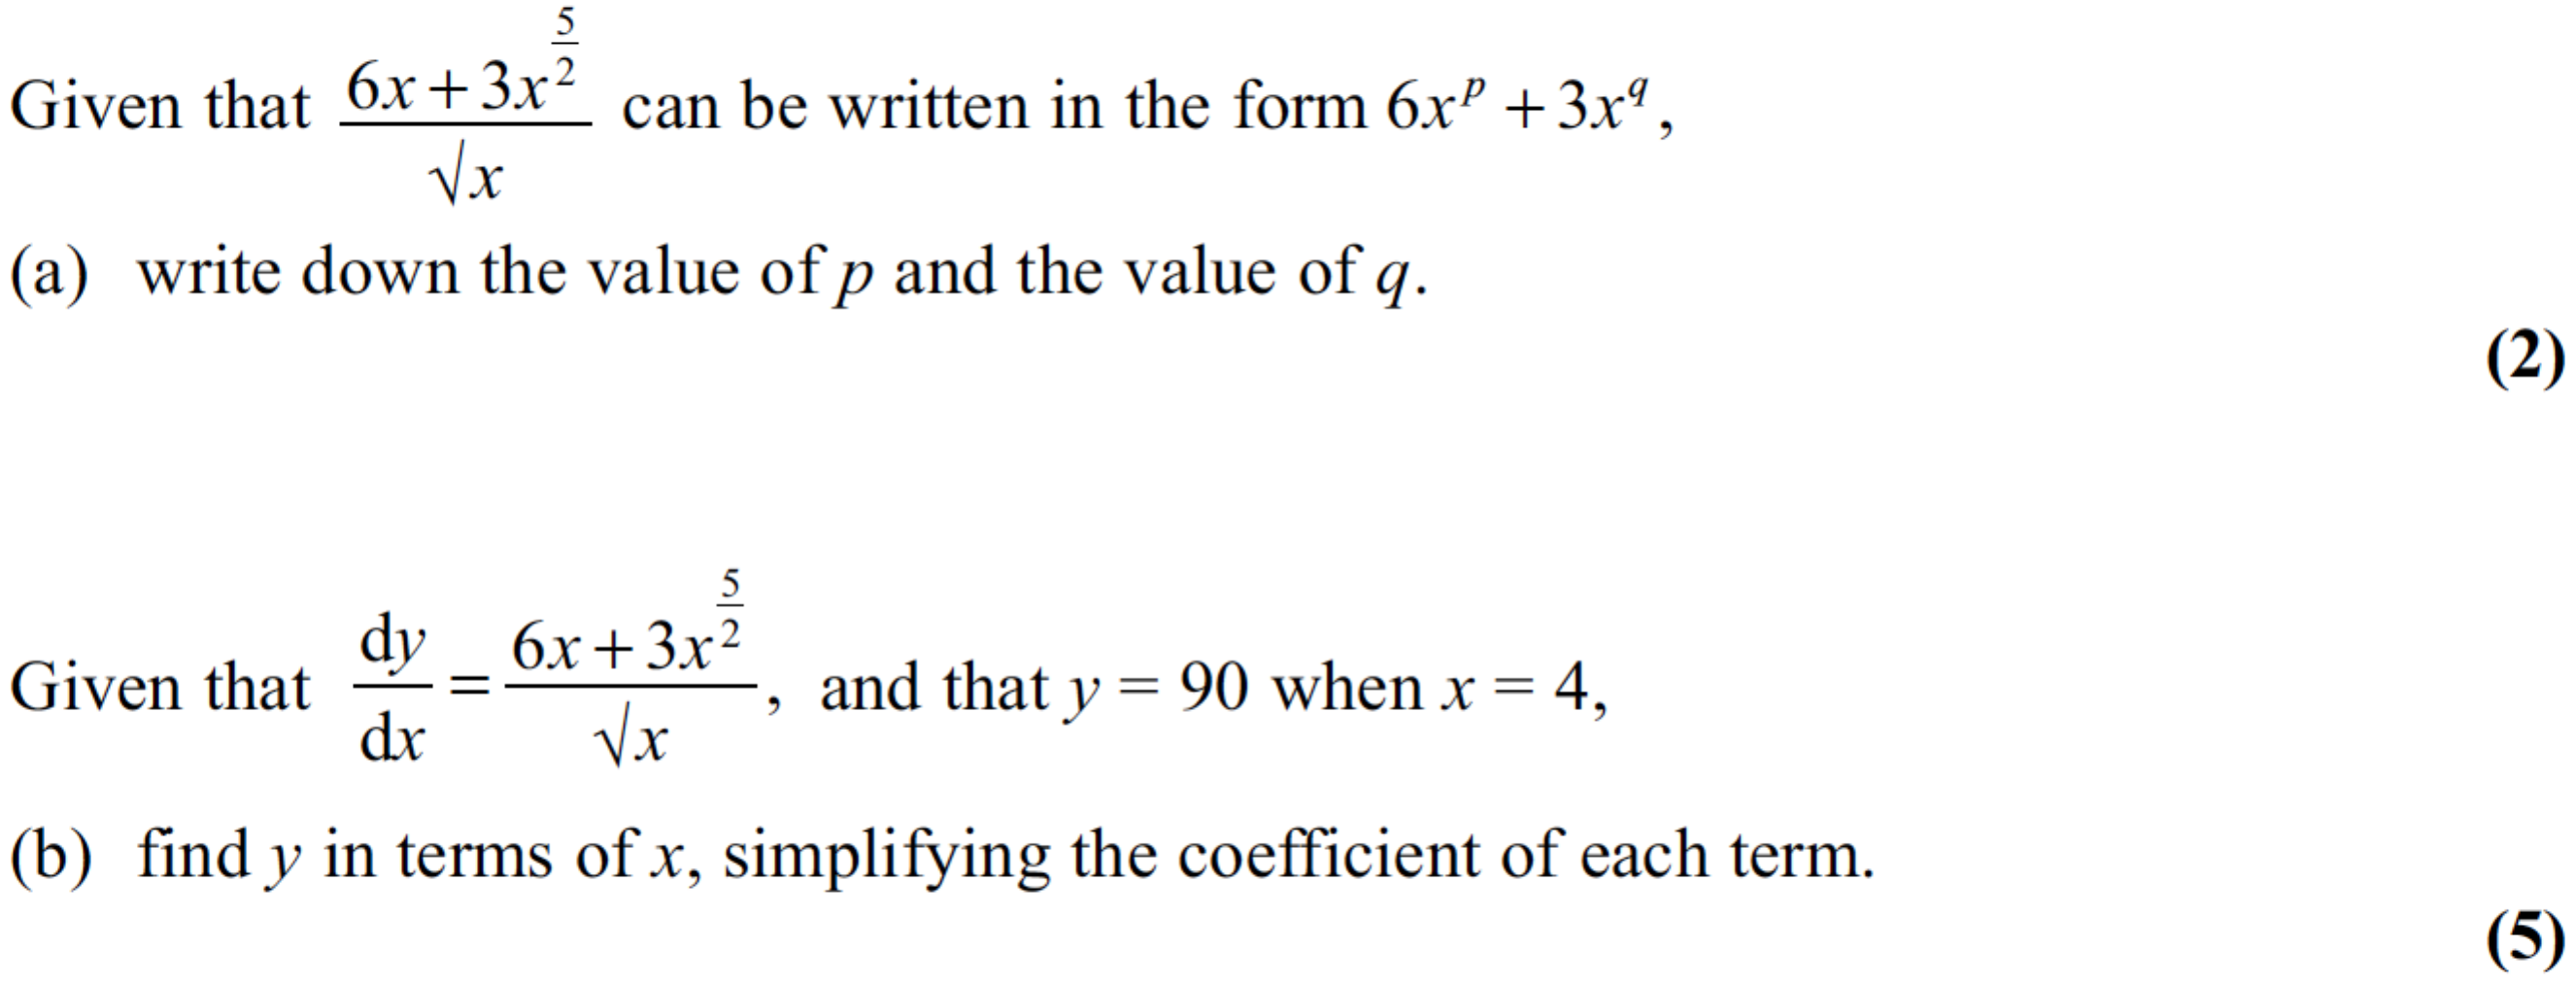 Given that $\frac{6x+3x^{\frac{5}{2}}}{\sqrt{x}}$ can be written in the form $6x^p+3x^q$,
(a) write down the value of $p$ and the value of $q$.
(2)
Given that $\frac{dy}{dx}=\frac{6x+3x^{\frac{5}{2}}}{\sqrt{x}}$, and that $y = 90$ when $x = 4$,
(b) find $y$ in terms of $x$, simplifying the coefficient of each term.
(5)